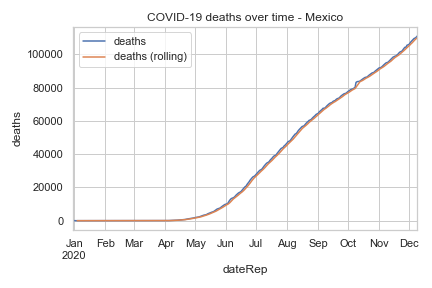 COVID-19 deaths over time - Mexico
deaths
deaths (rolling)
100000
80000
60000
40000
20000
0
deaths
Jan Feb Mar Apr May Jun Jul Aug Sep Oct Nov Dec
2020
dateRep